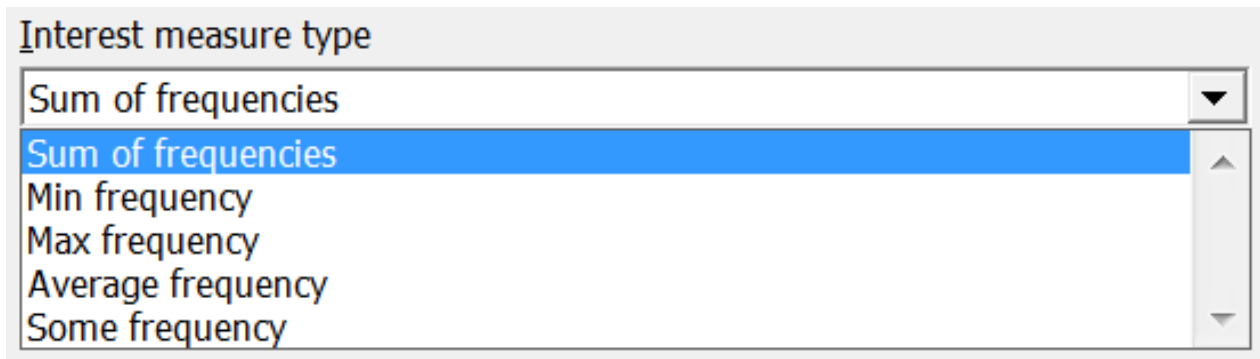 Interest measure type
Sum of frequencies
Sum of frequencies
Min frequency
Max frequency
Average frequency
Some frequency